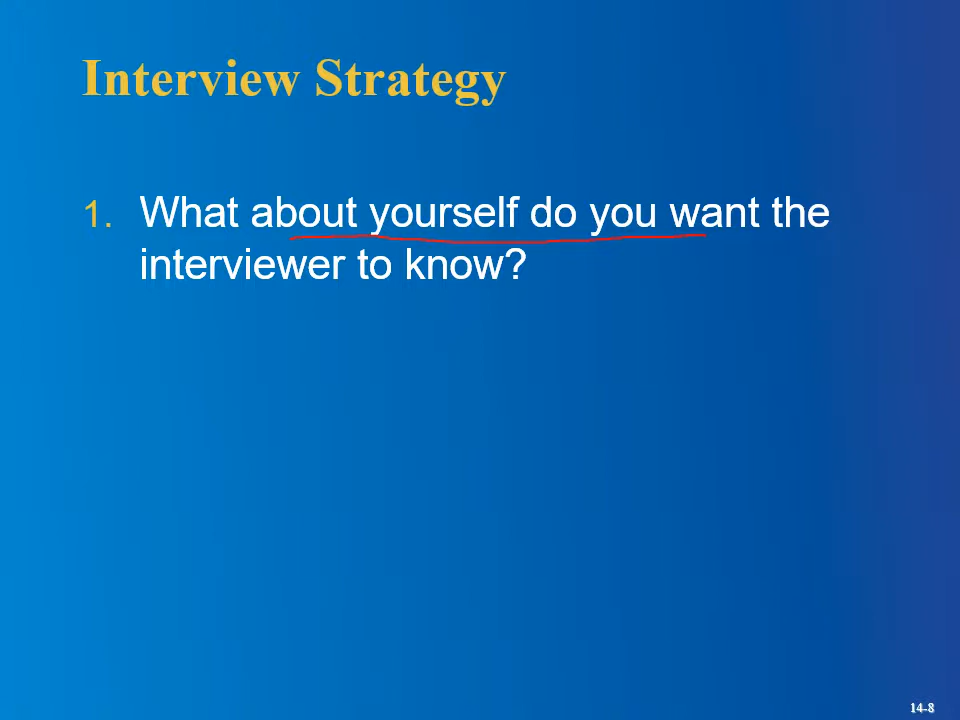 Interview Strategy
1. What about yourself do you want the
interviewer to know?
14-8